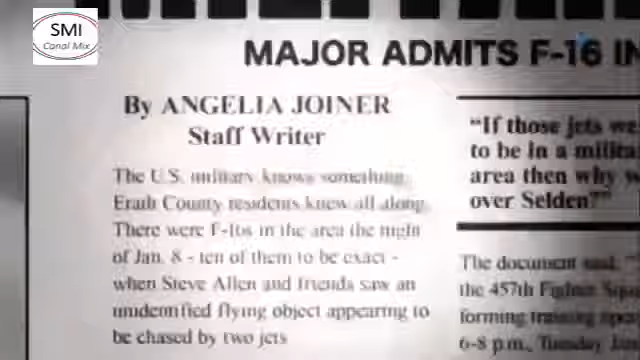 SMI
Canal Mix
MAJOR ADMITS F-16 IN
By ANGELIA JOINER
Staff Writer
The U.S. military knows something
Erath County residents knew all along.
There were F-16s in the area the night
of Jan. 8 - ten of them to be exact -
when Steve Allen and friends saw an
unidentified flying object appearing to
be chased by two jets
"If those jets we
to be in a milita
area then why w
over Selden?"
The document said: "
the 457th Fighter Squa
forming training oper
6-8 p.m., Tuesday, Jan